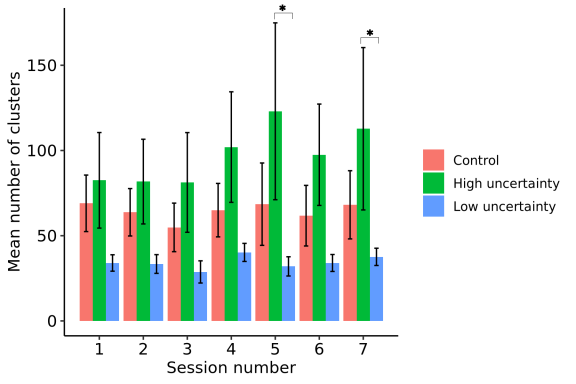 *
*
150
100
50
0
Mean number of clusters
1 2 3 4 5 6 7
Session number
Control
High uncertainty
Low uncertainty